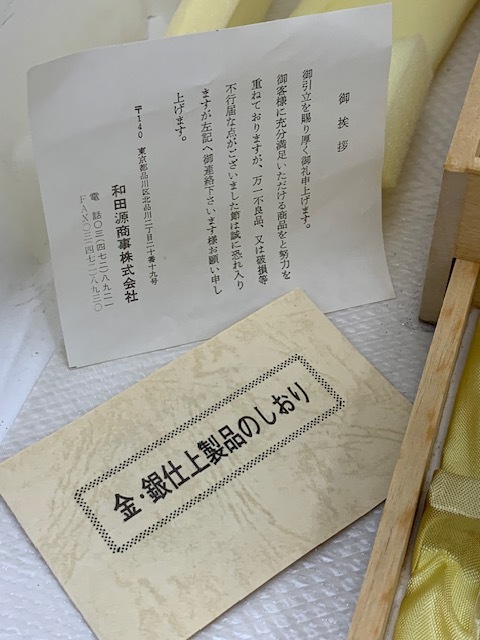 御挨拶
御引立を賜り厚く御礼申上げます。
御客様に充分満足いただける商品をと努力を
重ねておりますが、万一不良品、又は破損等
不行届な点がございました節は誠に恐れ入り
ますが左記へ御連絡下さいます様お願い申し
上げます。
〒140 東京都品川区北品川二丁目二十番十九号
和田源商事株式会社
電話〇三(四七二)八九二一
FAX〇三(四七二)八九三〇
金・銀仕上製品のしおり